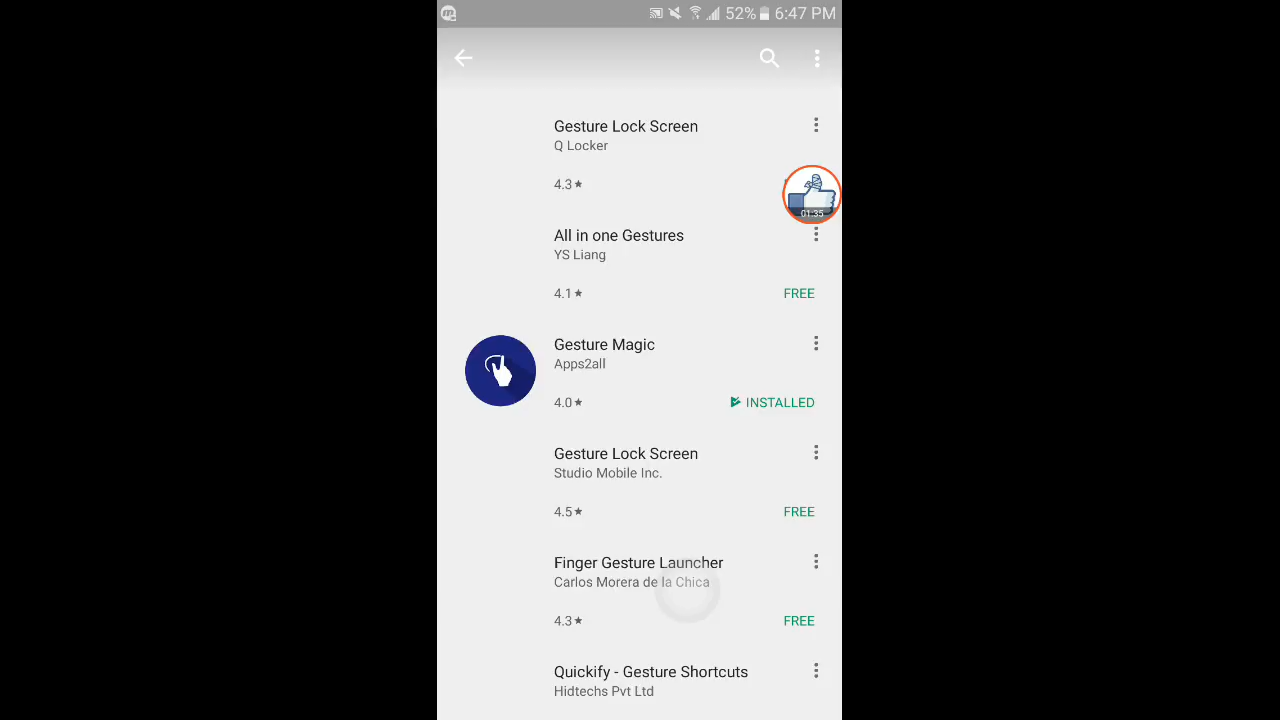 52% 6:47 PM
Gesture Lock Screen
Q Locker
4.3★
01:35
All in one Gestures
YS Liang
4.1★
FREE
Gesture Magic
Apps2all
4.0★
INSTALLED
Gesture Lock Screen
Studio Mobile Inc.
4.5★
FREE
Finger Gesture Launcher
Carlos Morera de la Chica
4.3★
FREE
Quickify - Gesture Shortcuts
Hidtechs Pvt Ltd